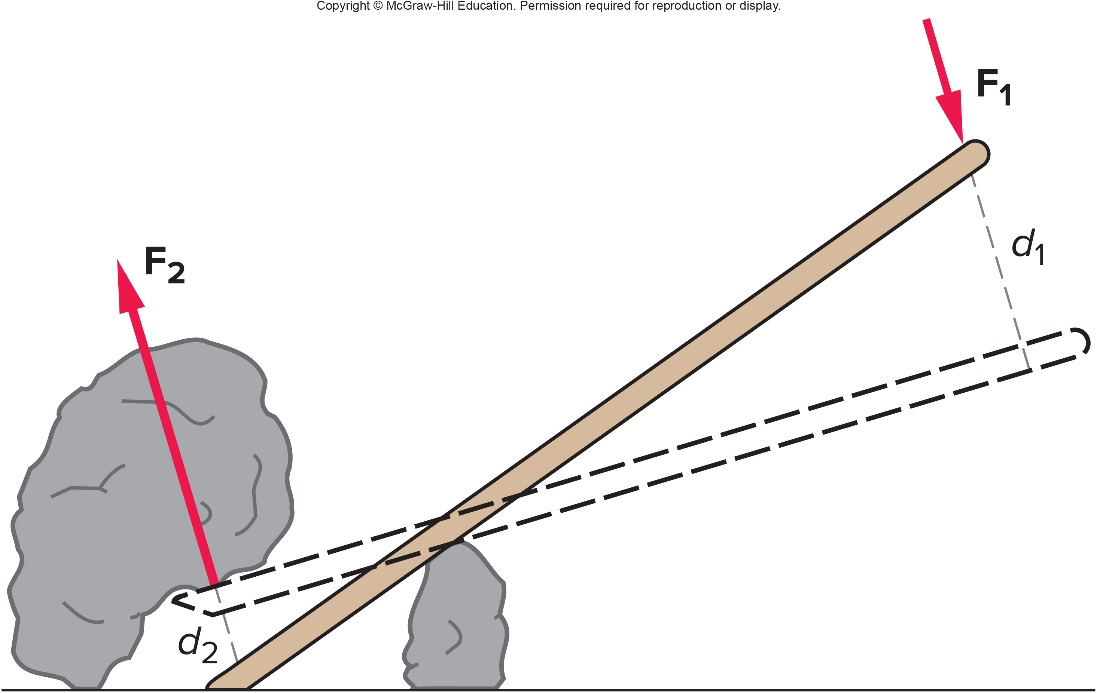 Copyright © McGraw-Hill Education. Permission required for reproduction or display.
F₁
d₁
F₂
d₂